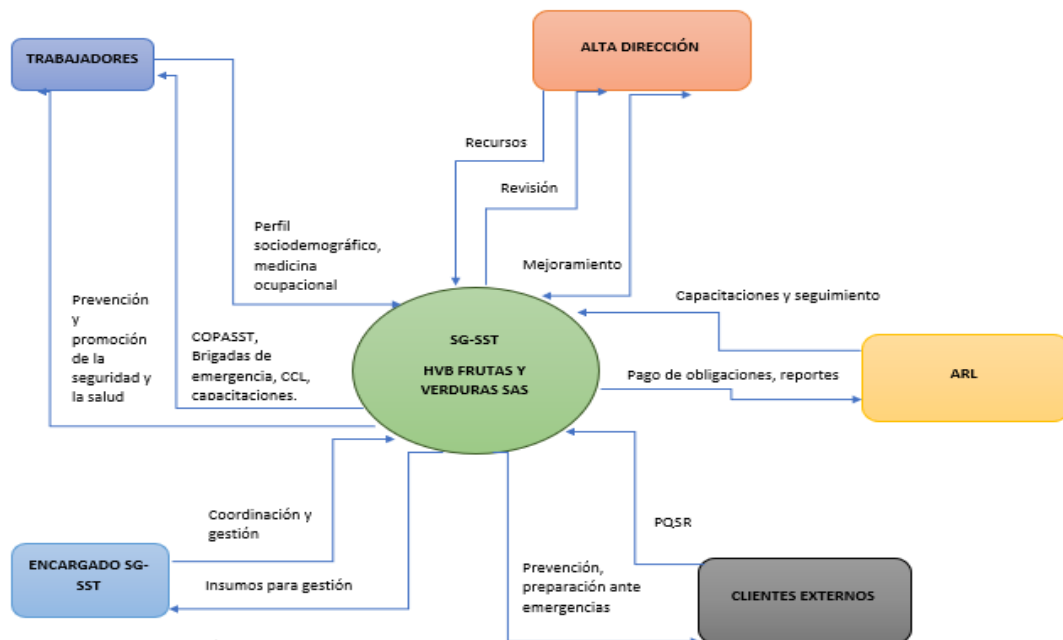 TRABAJADORES
ALTA DIRECCIÓN
Recursos
Revisión
Perfil
sociodemográfico,
medicina
ocupacional
Mejoramiento
Prevención
y
promoción
de la
seguridad y
la salud
COPASST,
Brigadas de
emergencia, CCL,
capacitaciones.
SG-SST
HVB FRUTAS Y
VERDURAS SAS
Capacitaciones y seguimiento
ARL
Pago de obligaciones, reportes
Coordinación y
gestión
ENCARGADO SG-
SST
Insumos para gestión
PQSR
Prevención,
preparación ante
emergencias
CLIENTES EXTERNOS